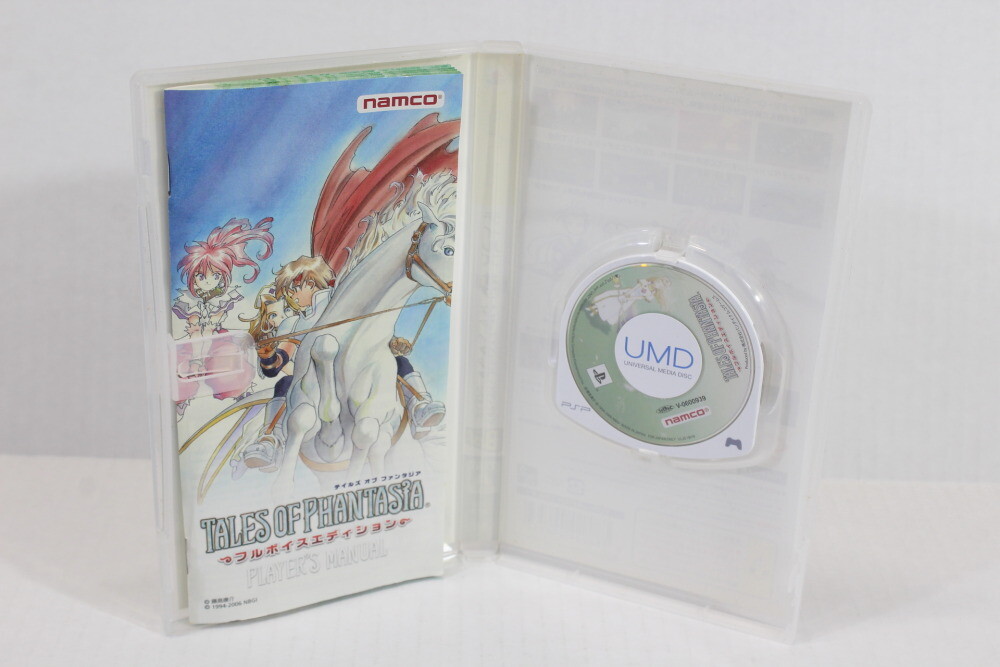 namco®
テイルズ オブ ファンタジア
TALES OF PHANTASIA®
フルボイスエディション
PLAYER'S MANUAL
© 藤島康介
© 1994-2006 NBGI
UMD
UNIVERSAL MEDIA DISC
V-0600939
namco®
PSP